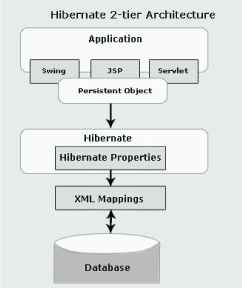 Hibernate 2-tier Architecture
Application
Swing JSP Servlet
Persistent Object
Hibernate
Hibernate Properties
XML Mappings
Database